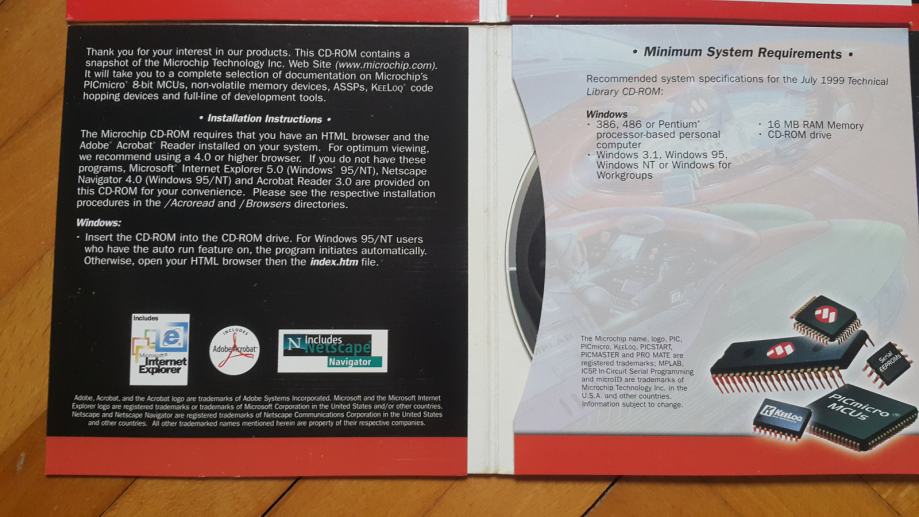 Thank you for your interest in our products. This CD-ROM contains a
snapshot of the Microchip Technology Inc. Web Site (www.microchip.com).
It will take you to a complete selection of documentation on Microchip's
PICmicro® 8-bit MCUs, non-volatile memory devices, ASSPs, KEELOQ® code
hopping devices and full-line of development tools.
• Installation Instructions •
The Microchip CD-ROM requires that you have an HTML browser and the
Adobe® Acrobat® Reader installed on your system. For optimum viewing,
we recommend using a 4.0 or higher browser. If you do not have these
programs, Microsoft® Internet Explorer 5.0 (Windows® 95/NT), Netscape
Navigator 4.0 (Windows 95/NT) and Acrobat Reader 3.0 are provided on
this CD-ROM for your convenience. Please see the respective installation
procedures in the /Acroread and /Browsers directories.
Windows:
• Insert the CD-ROM into the CD-ROM drive. For Windows 95/NT users
who have the auto run feature on, the program initiates automatically.
Otherwise, open your HTML browser then the index.htm file.
Includes
Microsoft
Internet
Explorer
INCLUDES
Adobe Acrobat
N Includes
Netscape
Navigator
Adobe, Acrobat, and the Acrobat logo are trademarks of Adobe Systems Incorporated. Microsoft and the Microsoft Internet
Explorer logo are registered trademarks or trademarks of Microsoft Corporation in the United States and/or other countries.
Netscape and Netscape Navigator are registered trademarks of Netscape Communications Corporation in the United States
and other countries. All other trademarked names mentioned herein are property of their respective companies.
• Minimum System Requirements •
Recommended system specifications for the July 1999 Technical
Library CD-ROM:
Windows
• 386, 486 or Pentium®
processor-based personal
computer
• Windows 3.1, Windows 95,
Windows NT or Windows for
Workgroups
• 16 MB RAM Memory
• CD-ROM drive
The Microchip name, logo, PIC,
PICmicro, KEELOQ, PICSTART,
PICMASTER and PRO MATE are
registered trademarks; MPLAB,
ICSP, In-Circuit Serial Programming
and microID are trademarks of
Microchip Technology Inc. in the
U.S.A. and other countries.
Information subject to change.
Serial
EEPROMs
KEELOQ
PICmicro®
MCUs